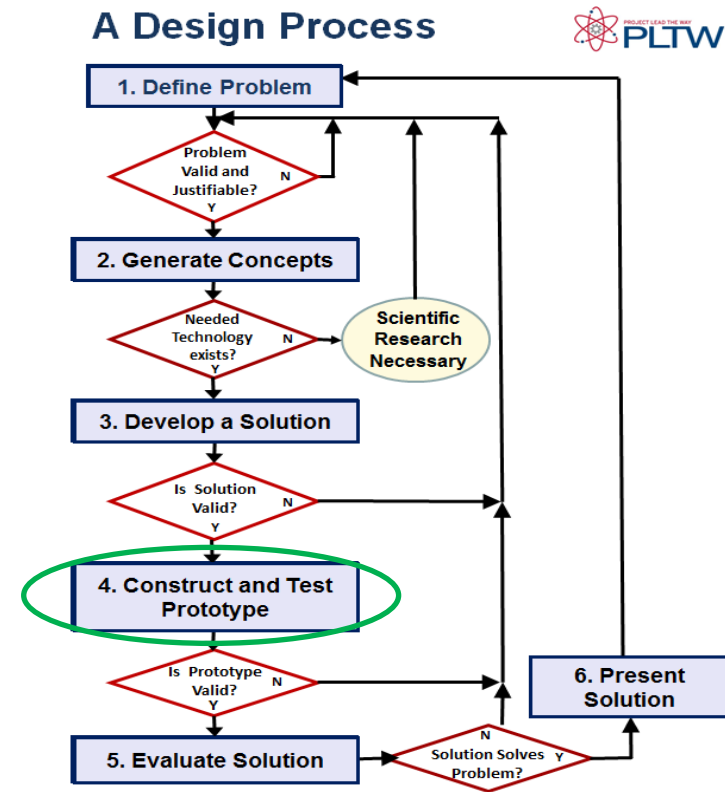 A Design Process
PROJECT LEAD THE WAY
PLTW
1. Define Problem
Problem
Valid and
Justifiable?
N
Y
2. Generate Concepts
Needed
Technology
exists?
N
Y
Scientific
Research
Necessary
3. Develop a Solution
Is Solution
Valid?
N
Y
4. Construct and Test
Prototype
Is Prototype
Valid?
N
Y
5. Evaluate Solution
N
Solution Solves
Problem?
Y
6. Present
Solution